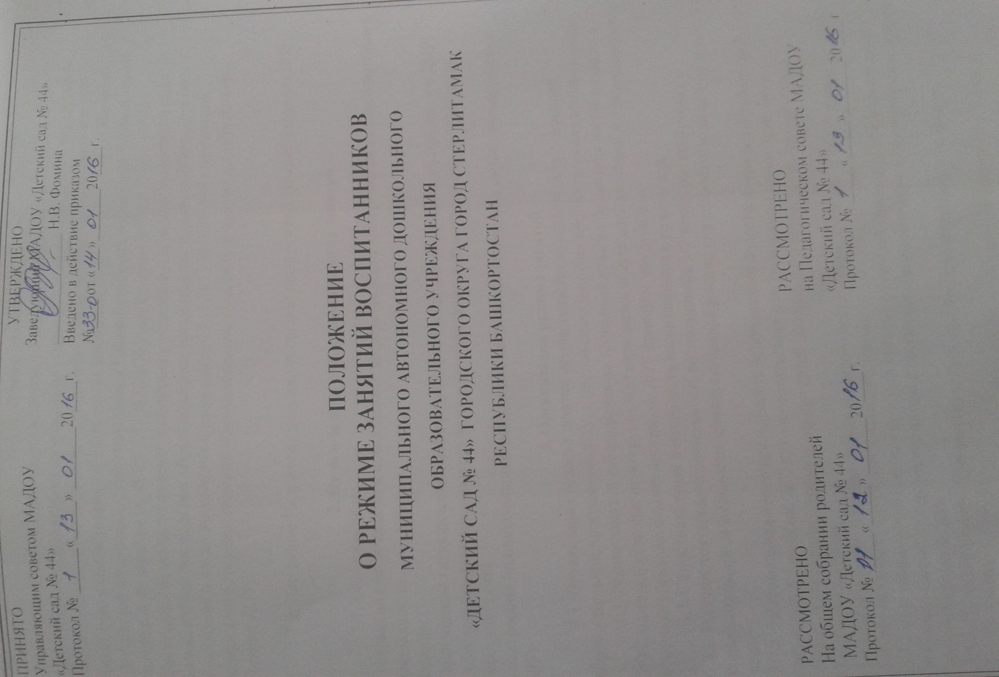 ПРИНЯТО
Управляющим советом МАДОУ
«Детский сад № 44»
Протокол № 1 « 13 » 01 2016 г.
УТВЕРЖДЕНО
Заведующий МАДОУ «Детский сад № 44»
Н.В. Фомина
Введено в действие приказом
№ 33-О от «14» 01 2016 г.
ПОЛОЖЕНИЕ
О РЕЖИМЕ ЗАНЯТИЙ ВОСПИТАННИКОВ
МУНИЦИПАЛЬНОГО АВТОНОМНОГО ДОШКОЛЬНОГО
ОБРАЗОВАТЕЛЬНОГО УЧРЕЖДЕНИЯ
«ДЕТСКИЙ САД № 44» ГОРОДСКОГО ОКРУГА ГОРОД СТЕРЛИТАМАК
РЕСПУБЛИКИ БАШКОРТОСТАН
РАССМОТРЕНО
На общем собрании родителей
МАДОУ «Детский сад № 44»
Протокол № « 12 » 01 2016 г.
РАССМОТРЕНО
на Педагогическом совете МАДОУ
«Детский сад № 44»
Протокол № 1 « 13 » 01 2016 г